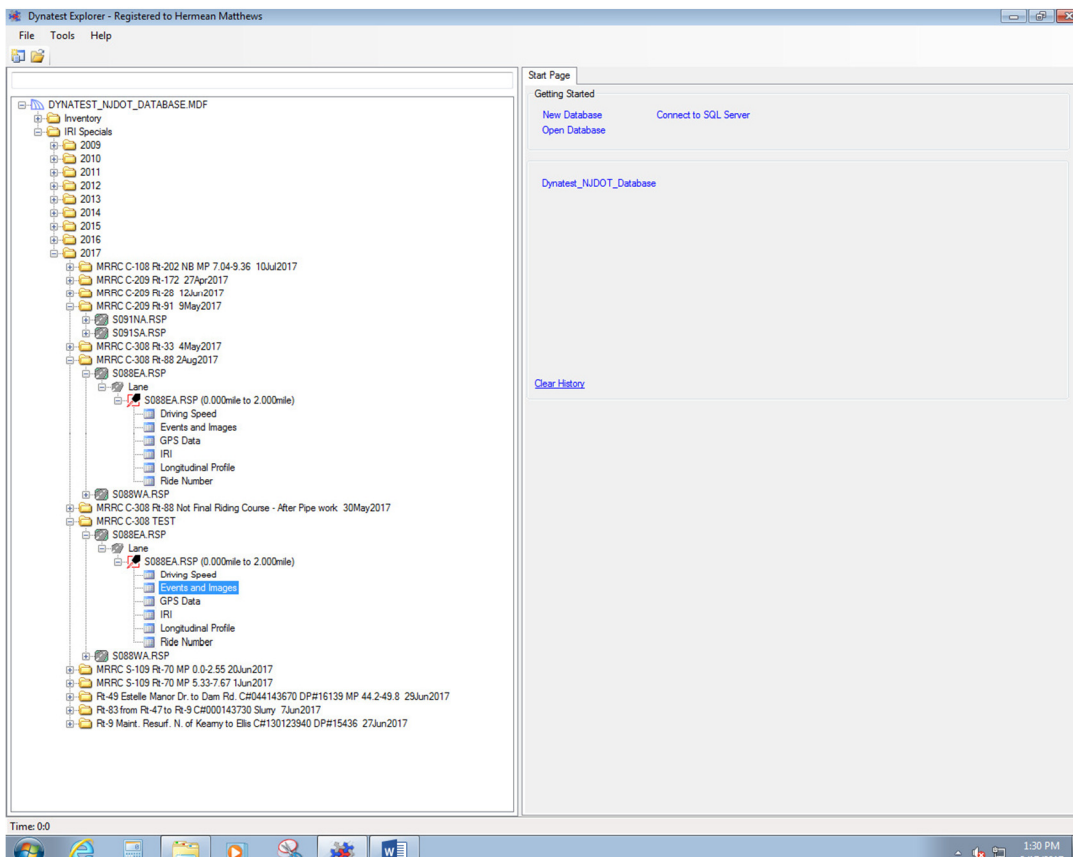 Dynatest Explorer - Registered to Hermean Matthews
File Tools Help
Start Page
Getting Started
New Database Connect to SQL Server
Open Database
Dynatest_NJDOT_Database
Clear History
DYNATEST_NJDOT_DATABASE.MDF
Inventory
IRI Specials
2009
2010
2011
2012
2013
2014
2015
2016
2017
MRRC C-108 Rt-202 NB MP 7.04-9.36 10Jul2017
MRRC C-209 Rt-172 27Apr2017
MRRC C-209 Rt-28 12Jun2017
MRRC C-209 Rt-91 9May2017
S091NA.RSP
S091SA.RSP
MRRC C-308 Rt-33 4May2017
MRRC C-308 Rt-88 2Aug2017
S088EA.RSP
Lane
S088EA.RSP (0.000mile to 2.000mile)
Driving Speed
Events and Images
GPS Data
IRI
Longitudinal Profile
Ride Number
S088WA.RSP
MRRC C-308 Rt-88 Not Final Riding Course - After Pipe work 30May2017
MRRC C-308 TEST
S088EA.RSP
Lane
S088EA.RSP (0.000mile to 2.000mile)
Driving Speed
Events and Images
GPS Data
IRI
Longitudinal Profile
Ride Number
S088WA.RSP
MRRC S-109 Rt-70 MP 0.0-2.55 20Jun2017
MRRC S-109 Rt-70 MP 5.33-7.67 1Jun2017
Rt-49 Estelle Manor Dr. to Dam Rd. C#044143670 DP#16139 MP 44.2-49.8 29Jun2017
Rt-83 from Rt-47 to Rt-9 C#000143730 Slurry 7Jun2017
Rt-9 Maint. Resurf. N. of Kearny to Ellis C#130123940 DP#15436 27Jun2017
Time: 0:0
1:30 PM